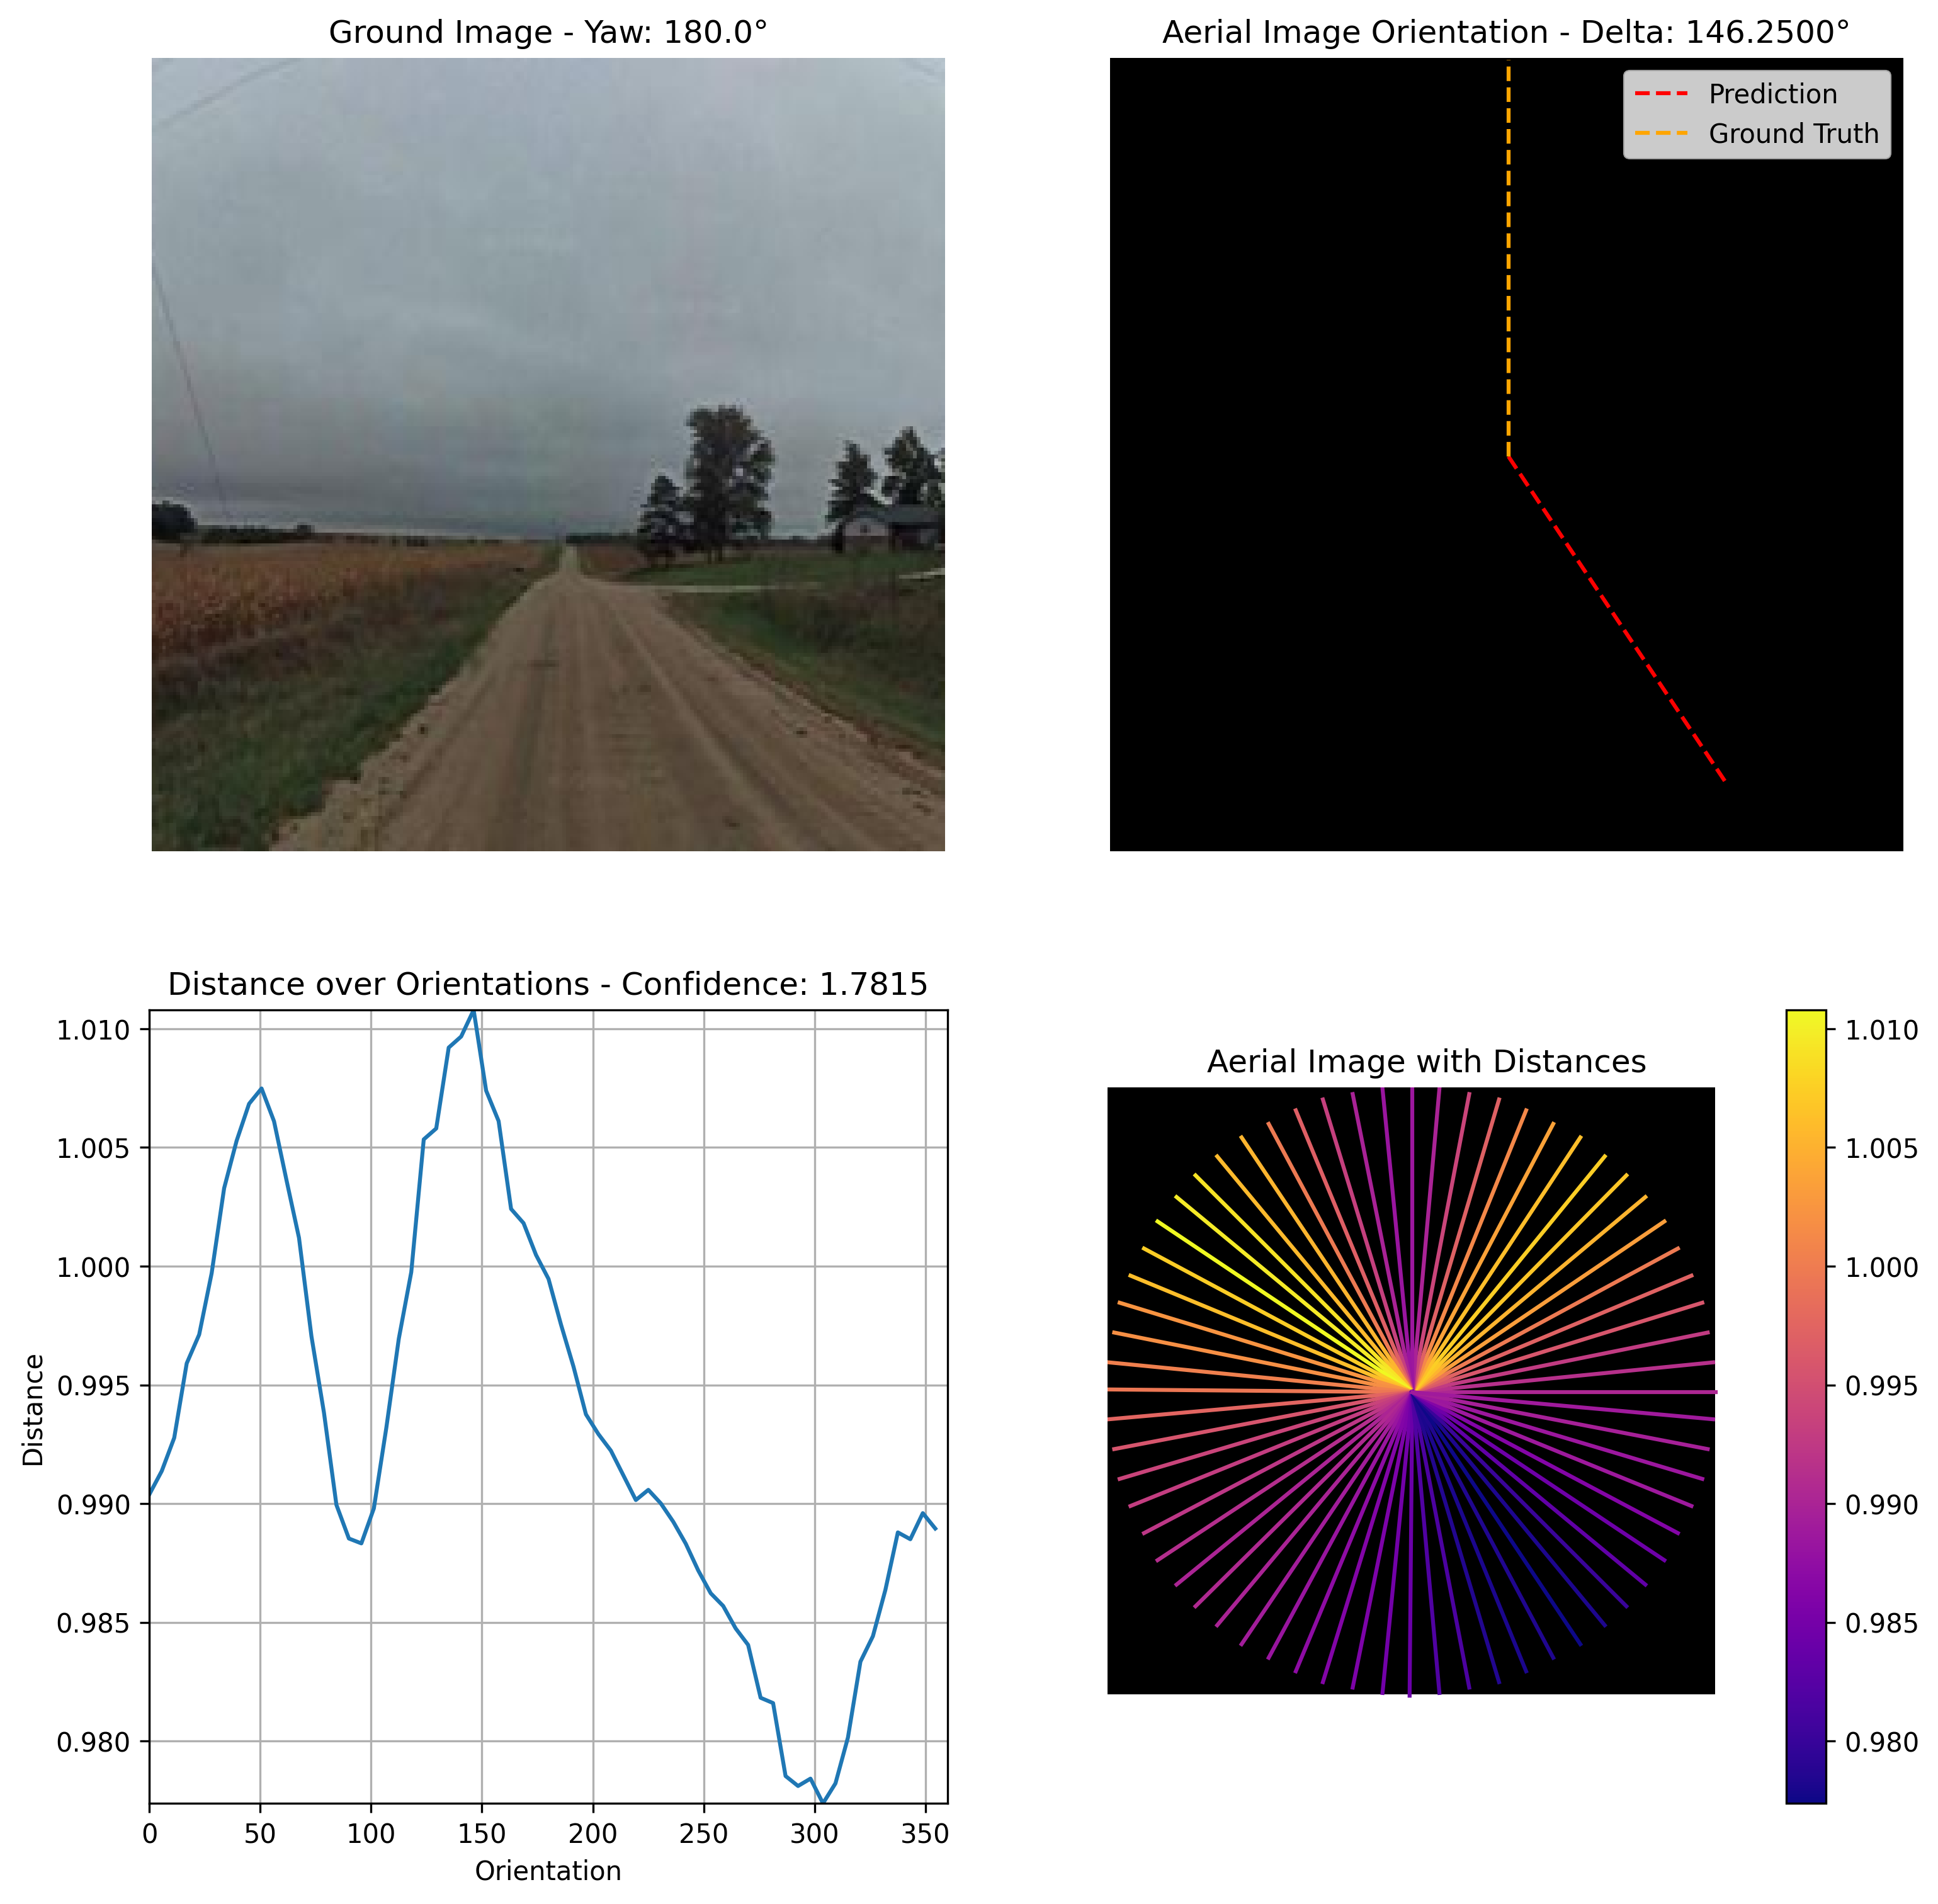 Ground Image - Yaw: 180.0°
Aerial Image Orientation - Delta: 146.2500°
Prediction
Ground Truth
Distance over Orientations - Confidence: 1.7815
1.010
1.005
1.000
0.995
0.990
0.985
0.980
Distance
0 50 100 150 200 250 300 350
Orientation
Aerial Image with Distances
1.010
1.005
1.000
0.995
0.990
0.985
0.980